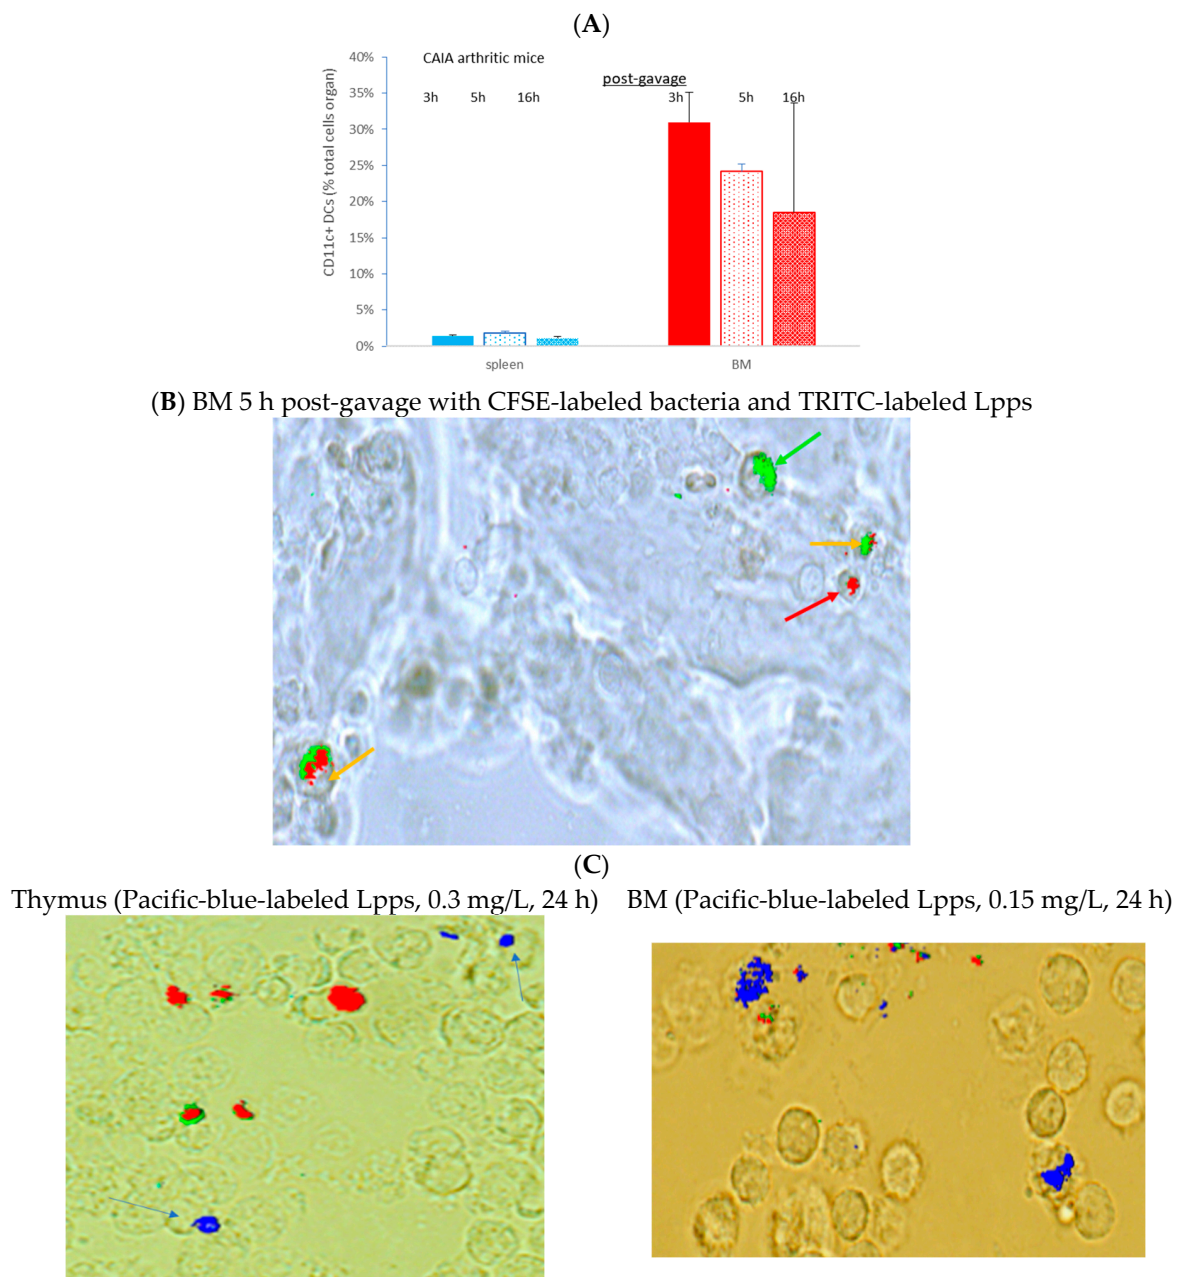 (A)
40%
35%
30%
25%
20%
15%
10%
5%
0%
CD11c+ DCs (% total cells organ)
CAIA arthritic mice
post-gavage
3h 5h 16h
3h 5h 16h
spleen BM
(B) BM 5 h post-gavage with CFSE-labeled bacteria and TRITC-labeled Lpps
(C)
Thymus (Pacific-blue-labeled Lpps, 0.3 mg/L, 24 h) BM (Pacific-blue-labeled Lpps, 0.15 mg/L, 24 h)